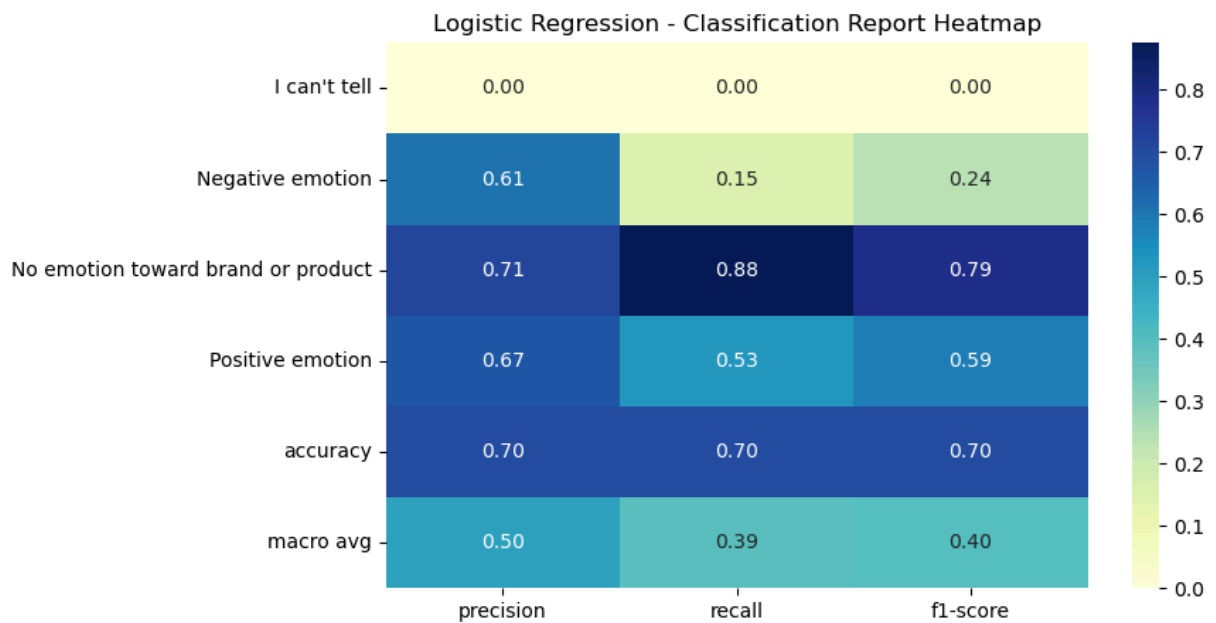 Logistic Regression - Classification Report Heatmap
I can't tell 0.00 0.00 0.00
Negative emotion 0.61 0.15 0.24
No emotion toward brand or product 0.71 0.88 0.79
Positive emotion 0.67 0.53 0.59
accuracy 0.70 0.70 0.70
macro avg 0.50 0.39 0.40
precision recall f1-score
0.8
0.7
0.6
0.5
0.4
0.3
0.2
0.1
0.0